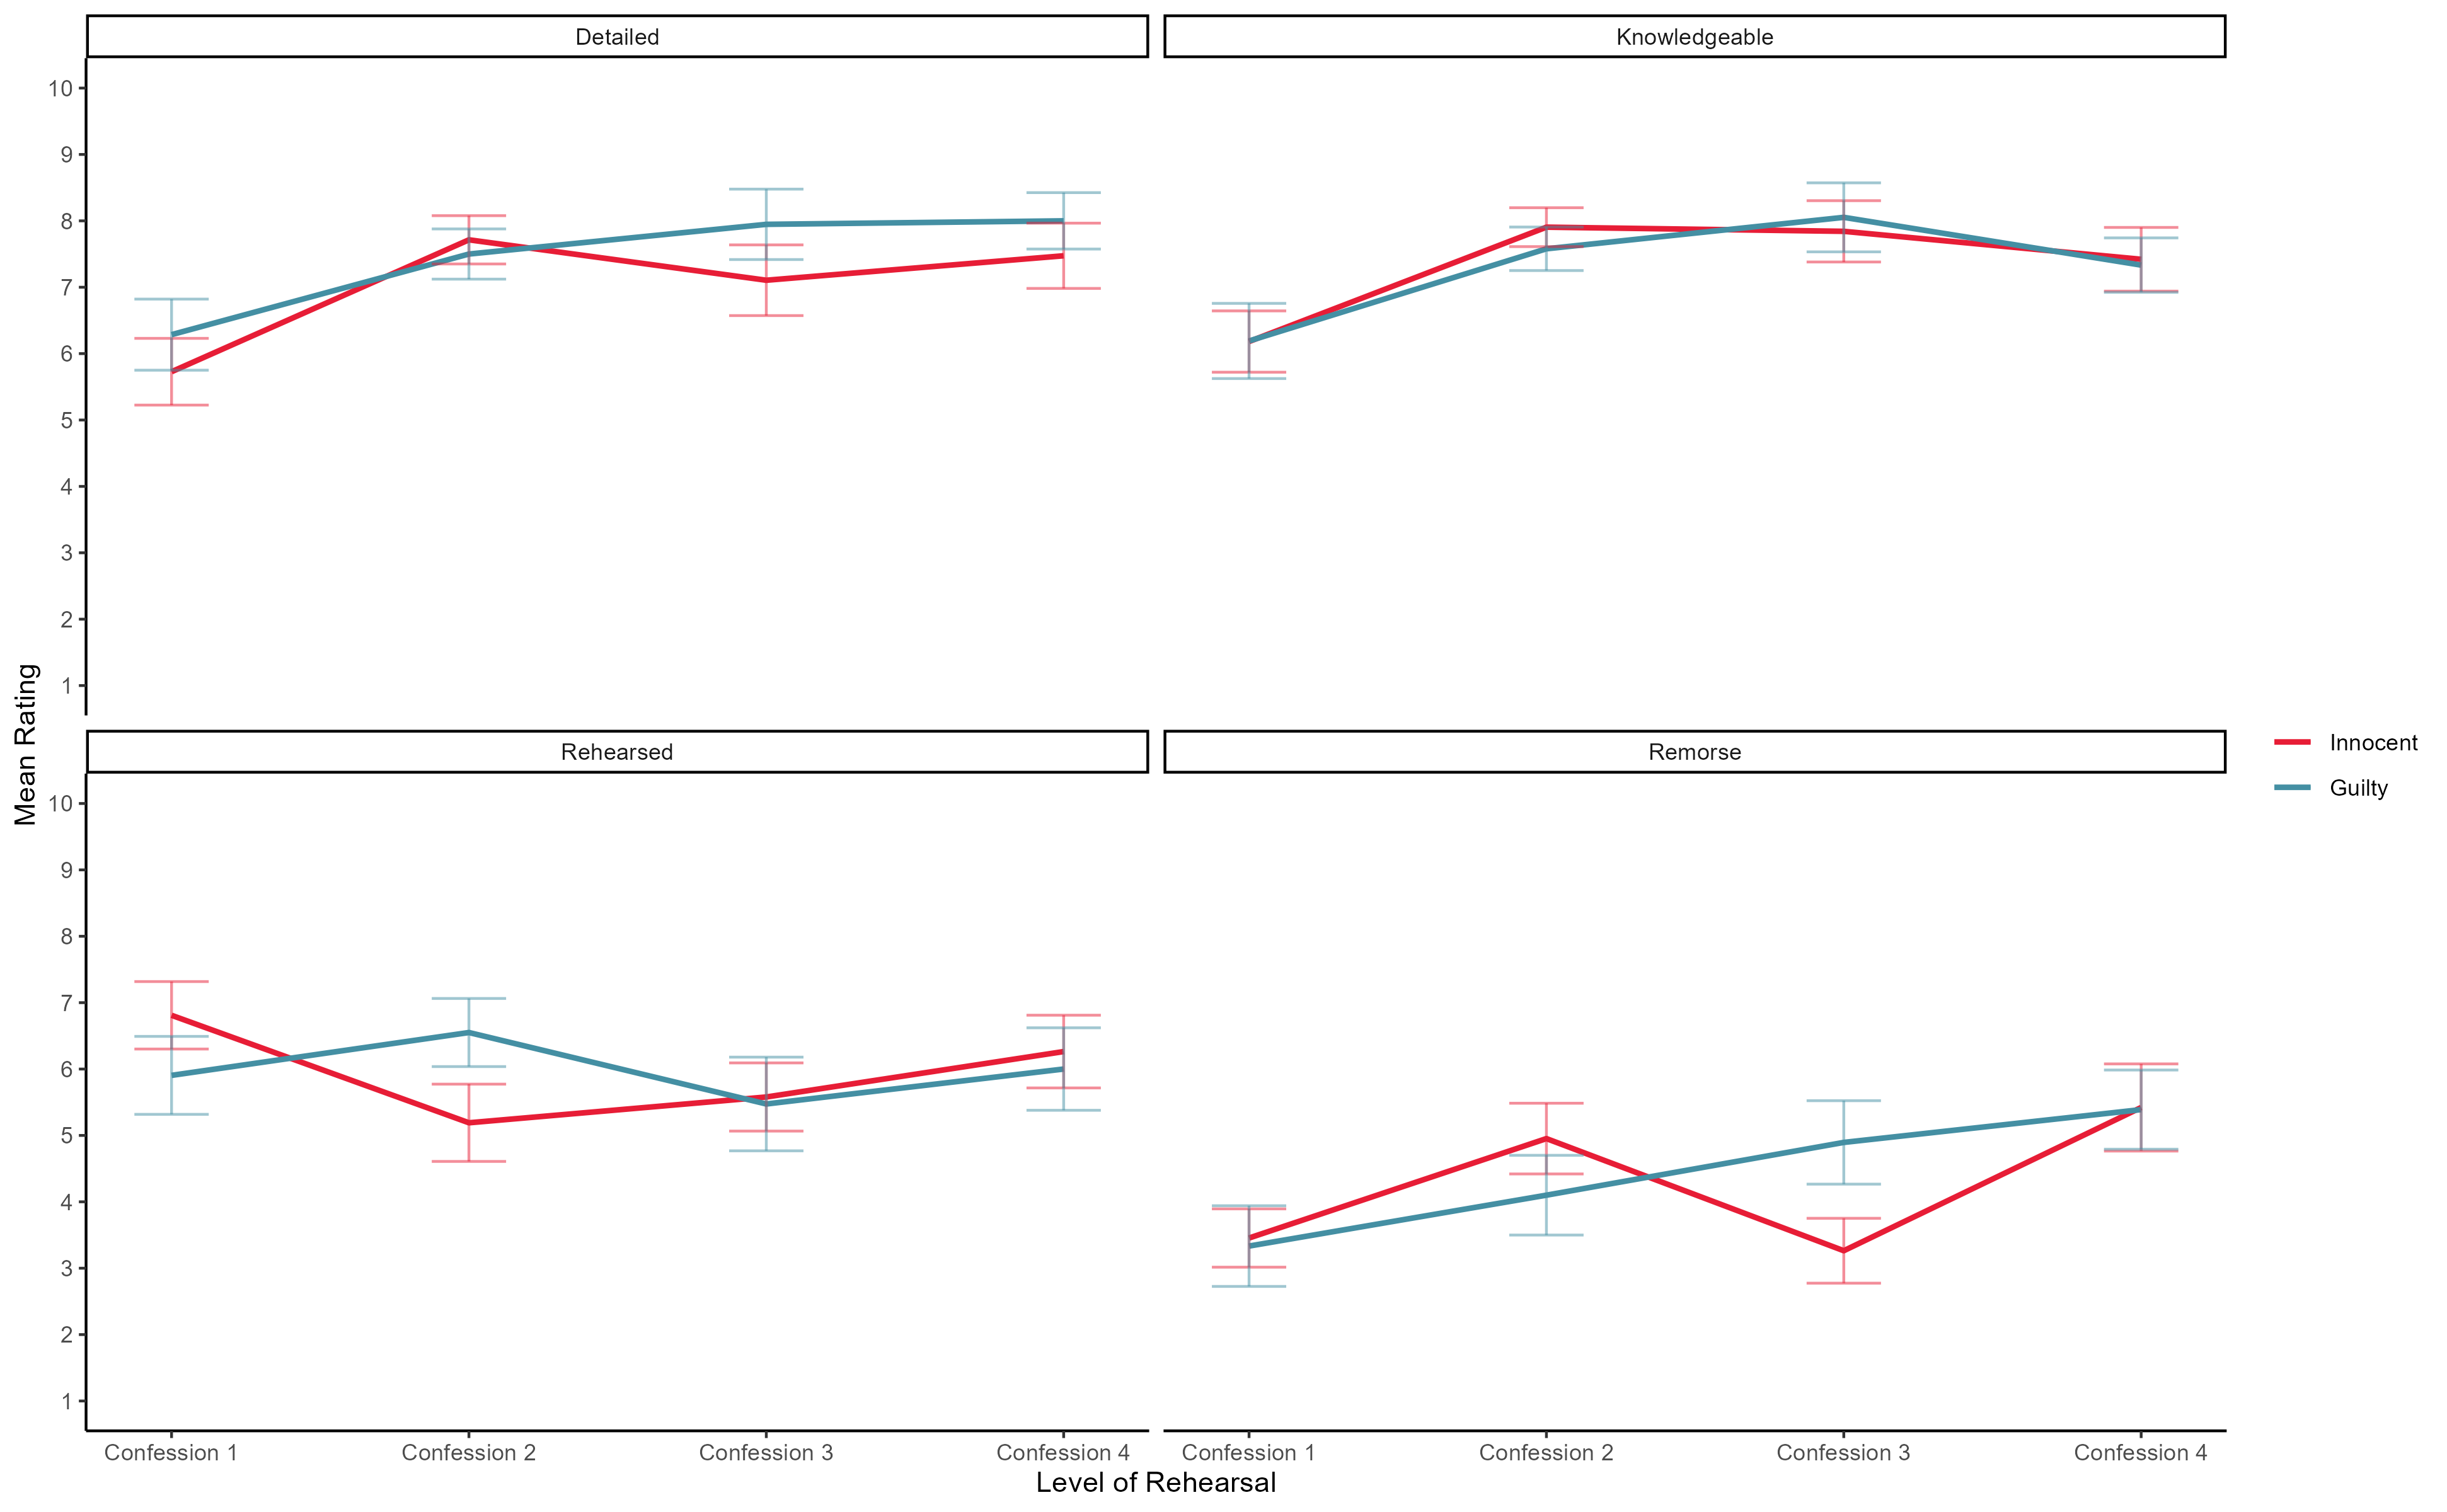 Detailed
Knowledgeable
10
9
8
7
6
5
4
3
2
1
Mean Rating
Rehearsed
Remorse
Innocent
Guilty
10
9
8
7
6
5
4
3
2
1
Confession 1
Confession 2
Confession 3
Confession 4
Confession 1
Confession 2
Confession 3
Confession 4
Level of Rehearsal